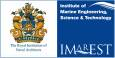 The Royal Institution of
Naval Architects
Institute of
Marine Engineering,
Science & Technology
IMarEST